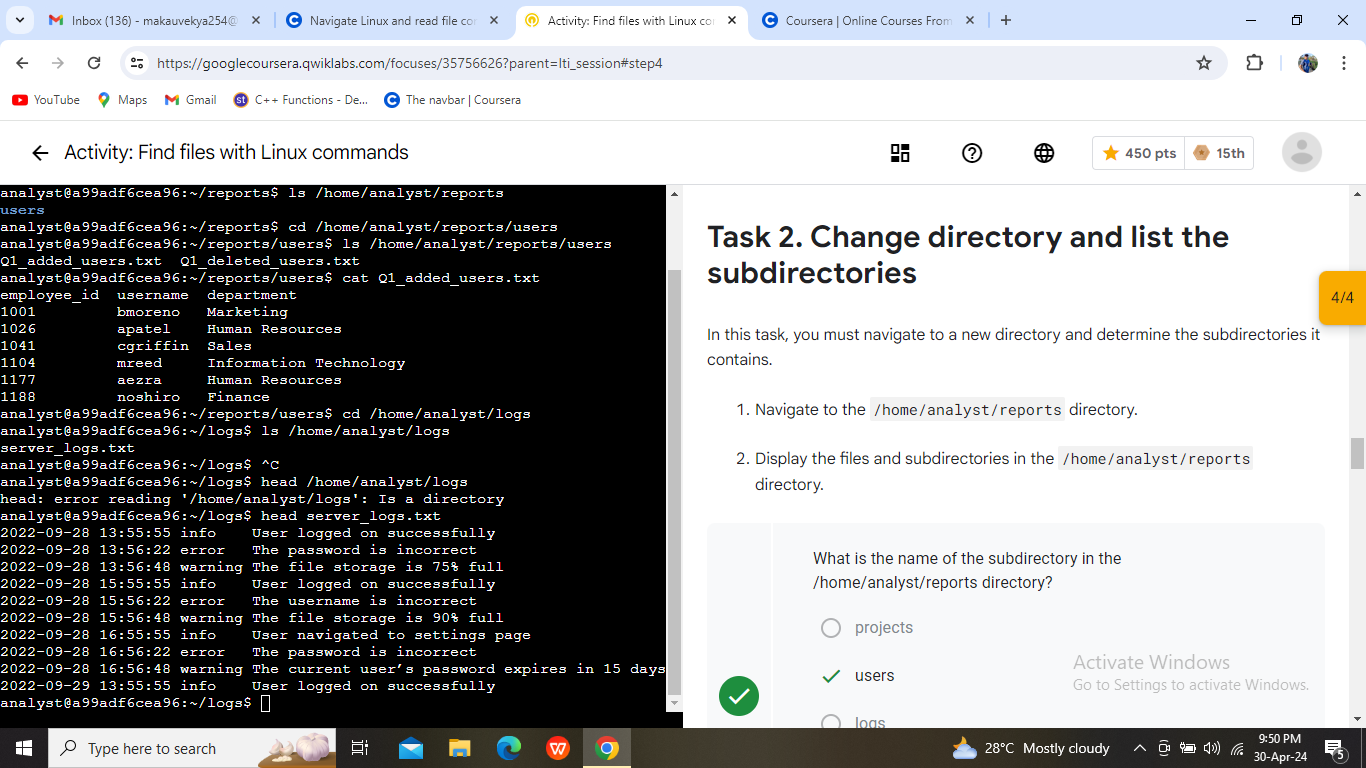 Inbox (136) - makauvekya254@
Navigate Linux and read file co
Activity: Find files with Linux co
Coursera | Online Courses From
https://googlecoursera.qwiklabs.com/focuses/35756626?parent=lti_session#step4
YouTube
Maps
Gmail
st
C++ Functions - De...
The navbar | Coursera
Activity: Find files with Linux commands
450 pts
15th
analyst@a99adf6cea96:~/reports$ ls /home/analyst/reports
users
analyst@a99adf6cea96:~/reports$ cd /home/analyst/reports/users
analyst@a99adf6cea96:~/reports/users$ ls /home/analyst/reports/users
Q1_added_users.txt  Q1_deleted_users.txt
analyst@a99adf6cea96:~/reports/users$ cat Q1_added_users.txt
employee_id  username  department
1001         bmoreno   Marketing
1026         apatel    Human Resources
1041         cgriffin  Sales
1104         mreed     Information Technology
1177         aezra     Human Resources
1188         noshiro   Finance
analyst@a99adf6cea96:~/reports/users$ cd /home/analyst/logs
analyst@a99adf6cea96:~/logs$ ls /home/analyst/logs
server_logs.txt
analyst@a99adf6cea96:~/logs$ ^C
analyst@a99adf6cea96:~/logs$ head /home/analyst/logs
head: error reading '/home/analyst/logs': Is a directory
analyst@a99adf6cea96:~/logs$ head server_logs.txt
2022-09-28 13:55:55 info    User logged on successfully
2022-09-28 13:56:22 error   The password is incorrect
2022-09-28 13:56:48 warning The file storage is 75% full
2022-09-28 15:55:55 info    User logged on successfully
2022-09-28 15:56:22 error   The username is incorrect
2022-09-28 15:56:48 warning The file storage is 90% full
2022-09-28 16:55:55 info    User navigated to settings page
2022-09-28 16:56:22 error   The password is incorrect
2022-09-28 16:56:48 warning The current user’s password expires in 15 days
2022-09-29 13:55:55 info    User logged on successfully
analyst@a99adf6cea96:~/logs$
Task 2. Change directory and list the
subdirectories
4/4
In this task, you must navigate to a new directory and determine the subdirectories it
contains.
1. Navigate to the /home/analyst/reports directory.
2. Display the files and subdirectories in the /home/analyst/reports
directory.
What is the name of the subdirectory in the
/home/analyst/reports directory?
projects
users
logs
Activate Windows
Go to Settings to activate Windows.
Type here to search
28°C Mostly cloudy
9:50 PM
30-Apr-24
5